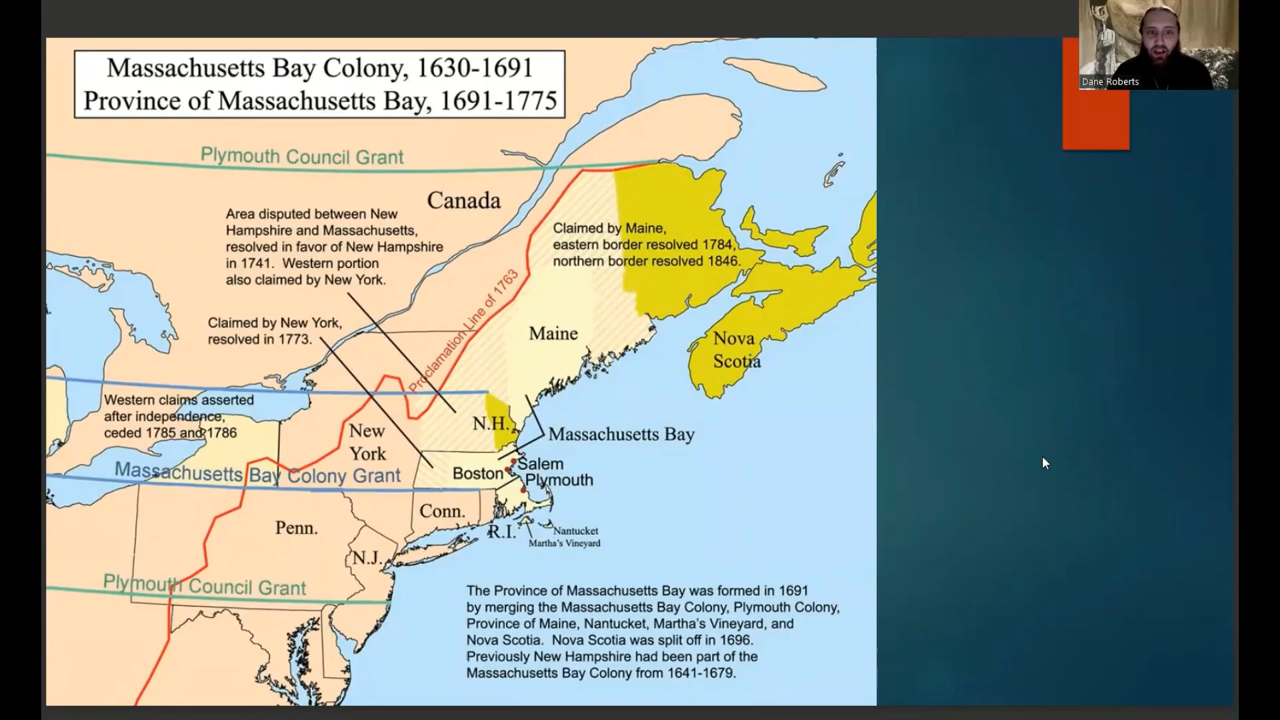 Dane Roberts
Massachusetts Bay Colony, 1630-1691
Province of Massachusetts Bay, 1691-1775
Plymouth Council Grant
Canada
Area disputed between New
Hampshire and Massachusetts,
resolved in favor of New Hampshire
in 1741. Western portion
also claimed by New York.
Claimed by Maine,
eastern border resolved 1784,
northern border resolved 1846.
Claimed by New York,
resolved in 1773.
Proclamation Line of 1763
Maine
Nova
Scotia
Western claims asserted
after independence,
ceded 1785 and 1786
New
York
N.H.
Massachusetts Bay
Massachusetts Bay Colony Grant
Boston
Salem
Plymouth
Conn.
R.I.
Nantucket
Martha's Vineyard
Penn.
N.J.
Plymouth Council Grant
The Province of Massachusetts Bay was formed in 1691
by merging the Massachusetts Bay Colony, Plymouth Colony,
Province of Maine, Nantucket, Martha's Vineyard, and
Nova Scotia. Nova Scotia was split off in 1696.
Previously New Hampshire had been part of the
Massachusetts Bay Colony from 1641-1679.